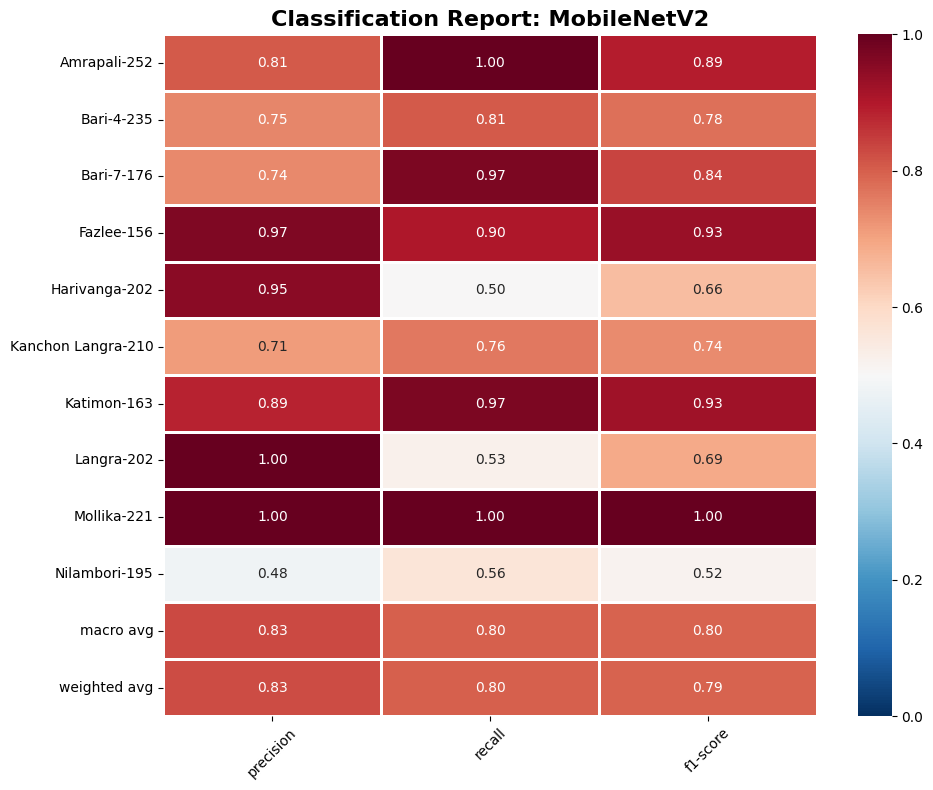 Classification Report: MobileNetV2
Amrapali-252 0.81 1.00 0.89
Bari-4-235 0.75 0.81 0.78
Bari-7-176 0.74 0.97 0.84
Fazlee-156 0.97 0.90 0.93
Harivanga-202 0.95 0.50 0.66
Kanchon Langra-210 0.71 0.76 0.74
Katimon-163 0.89 0.97 0.93
Langra-202 1.00 0.53 0.69
Mollika-221 1.00 1.00 1.00
Nilambori-195 0.48 0.56 0.52
macro avg 0.83 0.80 0.80
weighted avg 0.83 0.80 0.79
precision recall f1-score
1.0
0.8
0.6
0.4
0.2
0.0